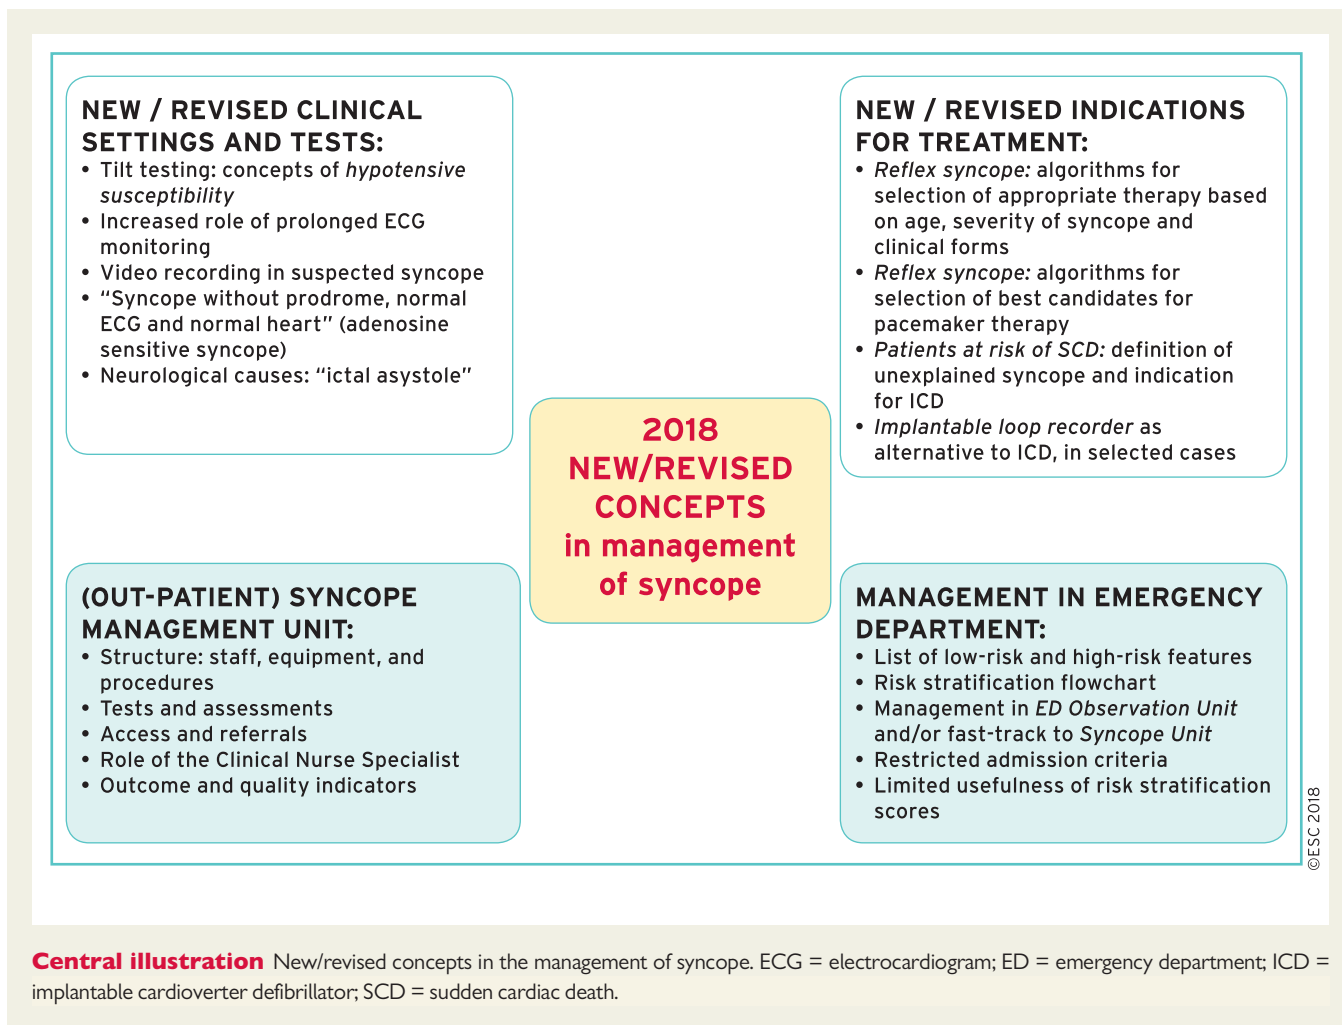 NEW / REVISED CLINICAL
SETTINGS AND TESTS:
• Tilt testing: concepts of hypotensive
susceptibility
• Increased role of prolonged ECG
monitoring
• Video recording in suspected syncope
• “Syncope without prodrome, normal
ECG and normal heart” (adenosine
sensitive syncope)
• Neurological causes: “ictal asystole”
NEW / REVISED INDICATIONS
FOR TREATMENT:
• Reflex syncope: algorithms for
selection of appropriate therapy based
on age, severity of syncope and
clinical forms
• Reflex syncope: algorithms for
selection of best candidates for
pacemaker therapy
• Patients at risk of SCD: definition of
unexplained syncope and indication
for ICD
• Implantable loop recorder as
alternative to ICD, in selected cases
2018
NEW/REVISED
CONCEPTS
in management
of syncope
(OUT-PATIENT) SYNCOPE
MANAGEMENT UNIT:
• Structure: staff, equipment, and
procedures
• Tests and assessments
• Access and referrals
• Role of the Clinical Nurse Specialist
• Outcome and quality indicators
MANAGEMENT IN EMERGENCY
DEPARTMENT:
• List of low-risk and high-risk features
• Risk stratification flowchart
• Management in ED Observation Unit
and/or fast-track to Syncope Unit
• Restricted admission criteria
• Limited usefulness of risk stratification
scores
©ESC 2018
Central illustration New/revised concepts in the management of syncope. ECG = electrocardiogram; ED = emergency department; ICD =
implantable cardioverter defibrillator; SCD = sudden cardiac death.